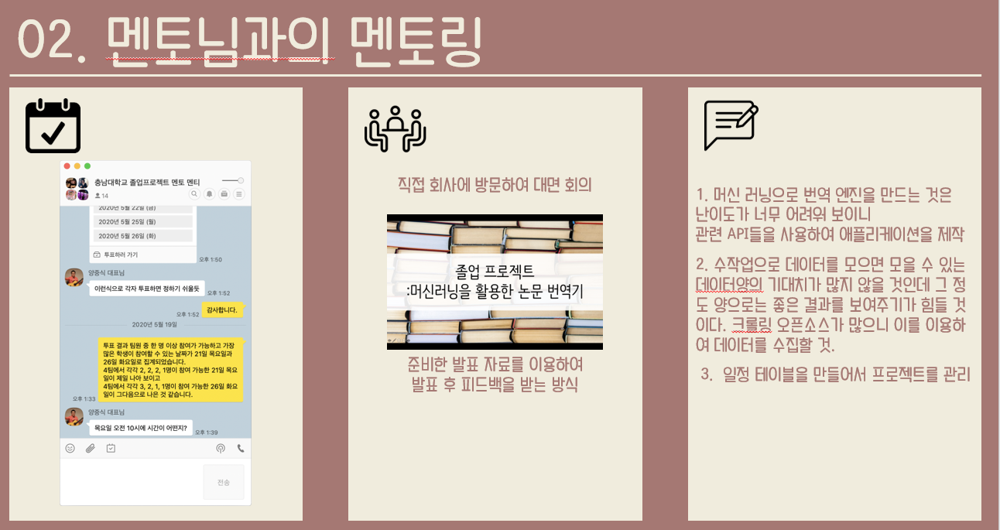 02. 멘토님과의 멘토링
충남대학교 졸업프로젝트 멘토 멘티
14
2020년 5월 22일 (금)
2020년 5월 25일 (월)
2020년 5월 26일 (화)
투표하러 가기
오후 1:50
양중식 대표님
이런식으로 각자 투표하면 정하기 쉬울듯
오후 1:52
감사합니다.
오후 1:52
2020년 5월 19일
투표 결과 팀원 중 한 명 이상 참여가 가능하고 가장
많은 학생이 참여할 수 있는 날짜가 21일 목요일과
26일 화요일로 집계되었습니다.
4팀에서 각각 2, 2, 2, 1명이 참여 가능한 21일 목요
일이 제일 나아 보이고
4팀에서 각각 3, 2, 1, 1명이 참여 가능한 26일 화요
일이 그다음으로 나은 것 같습니다.
오후 1:33
양중식 대표님
목요일 오전 10시에 시간이 어떤지?
오후 1:39
전송
직접 회사에 방문하여 대면 회의
졸업 프로젝트
:머신러닝을 활용한 논문 번역기
준비한 발표 자료를 이용하여
발표 후 피드백을 받는 방식
1. 머신 러닝으로 번역 엔진을 만드는 것은
난이도가 너무 어려워 보이니
관련 API들을 사용하여 애플리케이션을 제작
2. 수작업으로 데이터를 모으면 모을 수 있는
데이터양의 기대치가 많지 않을 것인데 그 정
도 양으로는 좋은 결과를 보여주기가 힘들 것
이다. 크롤링 오픈소스가 많으니 이를 이용하
여 데이터를 수집할 것.
3. 일정 테이블을 만들어서 프로젝트를 관리